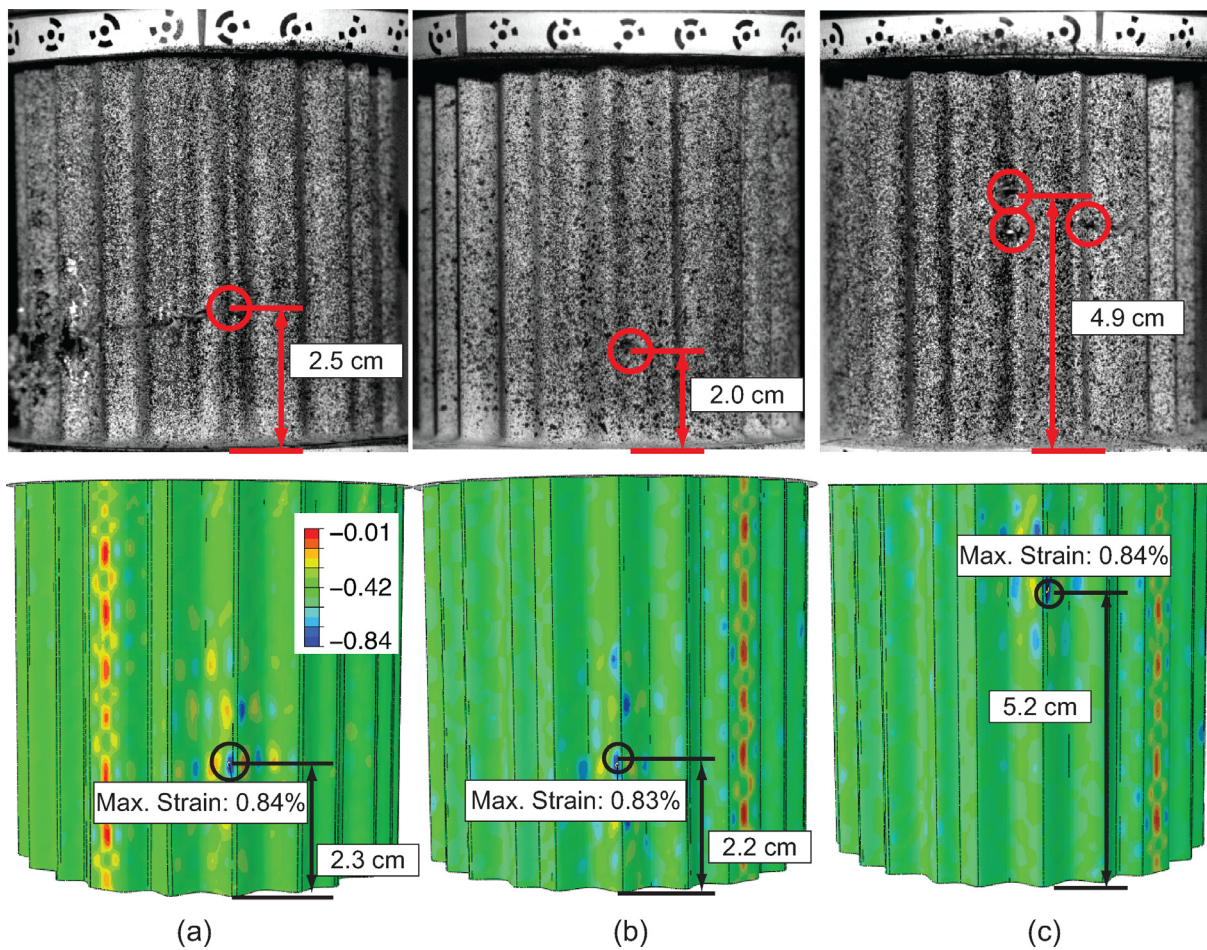 2.5 cm
2.0 cm
4.9 cm
-0.01
-0.42
-0.84
Max. Strain: 0.84%
2.3 cm
Max. Strain: 0.83%
2.2 cm
Max. Strain: 0.84%
5.2 cm
(a)
(b)
(c)